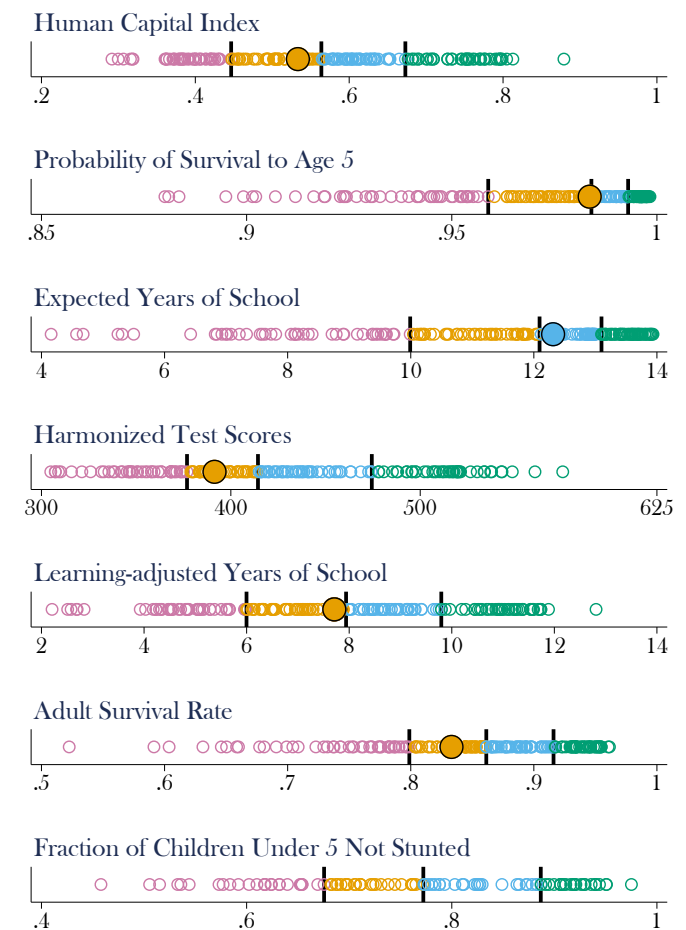 Human Capital Index
.2 .4 .6 .8 1
Probability of Survival to Age 5
.85 .9 .95 1
Expected Years of School
4 6 8 10 12 14
Harmonized Test Scores
300 400 500 625
Learning-adjusted Years of School
2 4 6 8 10 12 14
Adult Survival Rate
.5 .6 .7 .8 .9 1
Fraction of Children Under 5 Not Stunted
.4 .6 .8 1